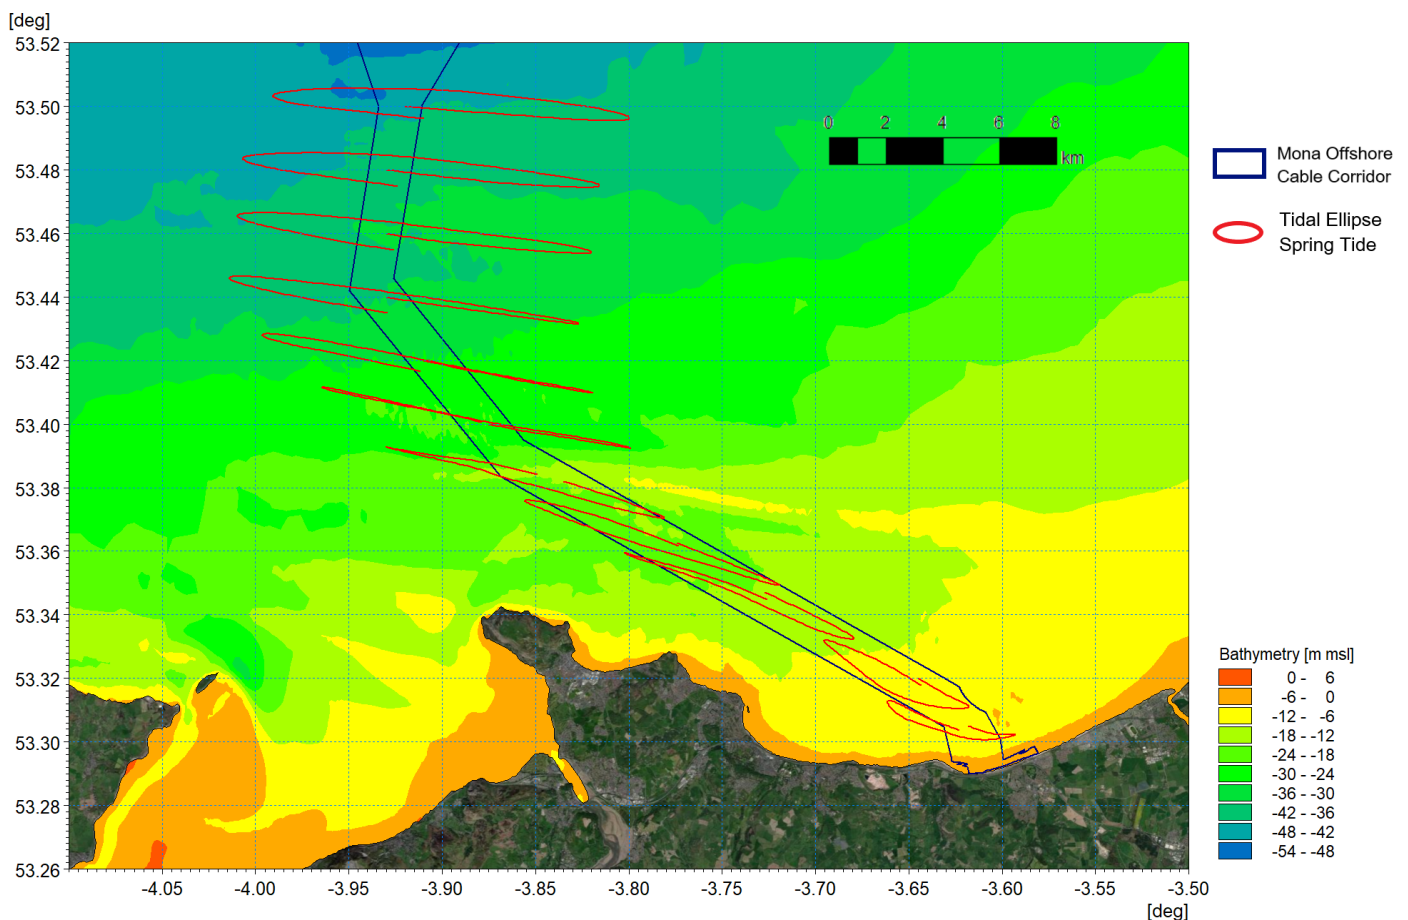 [deg]
53.52
53.50
53.48
53.46
53.44
53.42
53.40
53.38
53.36
53.34
53.32
53.30
53.28
53.26
-4.05
-4.00
-3.95
-3.90
-3.85
-3.80
-3.75
-3.70
-3.65
-3.60
-3.55
-3.50
[deg]
0 2 4 6 8
km
Mona Offshore
Cable Corridor
Tidal Ellipse
Spring Tide
Bathymetry [m msl]
0 - 6
-6 - 0
-12 - -6
-18 - -12
-24 - -18
-30 - -24
-36 - -30
-42 - -36
-48 - -42
-54 - -48